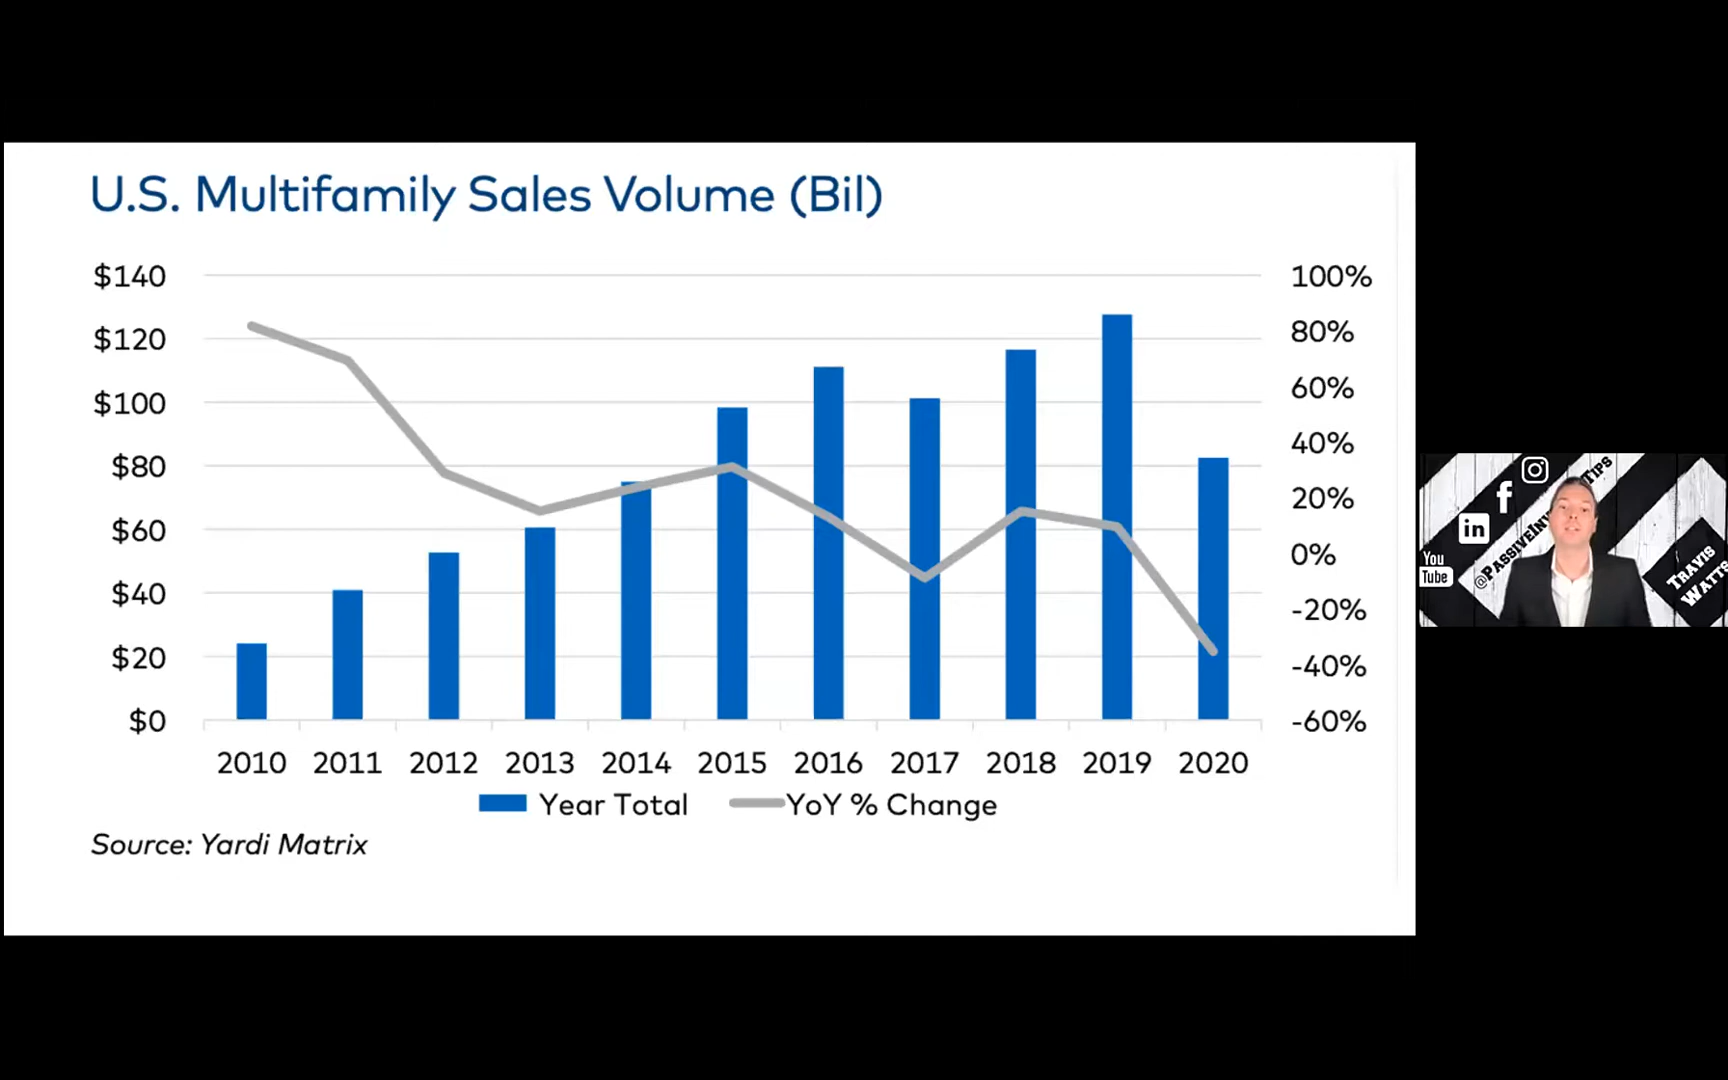 U.S. Multifamily Sales Volume (Bil)
$140
$120
$100
$80
$60
$40
$20
$0
100%
80%
60%
40%
20%
0%
-20%
-40%
-60%
2010 2011 2012 2013 2014 2015 2016 2017 2018 2019 2020
Year Total YoY % Change
Source: Yardi Matrix
f
in
You
Tube
TRAVIS
WATTS